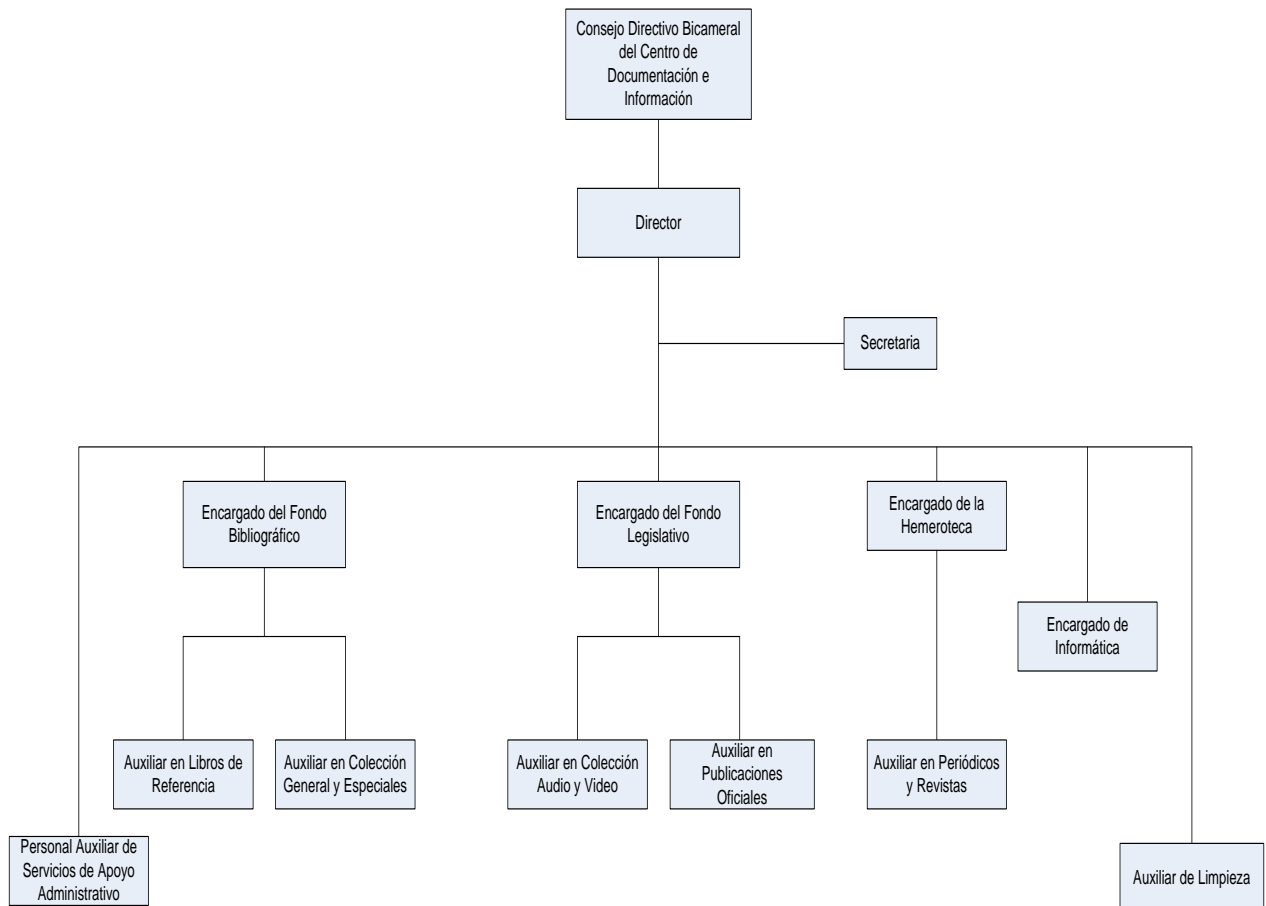 Consejo Directivo Bicameral
del Centro de
Documentación e
Información
Director
Secretaria
Encargado del Fondo
Bibliográfico
Encargado del Fondo
Legislativo
Encargado de la
Hemeroteca
Encargado de
Informática
Auxiliar en Libros de
Referencia
Auxiliar en Colección
General y Especiales
Auxiliar en Colección
Audio y Video
Auxiliar en
Publicaciones
Oficiales
Auxiliar en Periódicos
y Revistas
Personal Auxiliar de
Servicios de Apoyo
Administrativo
Auxiliar de Limpieza